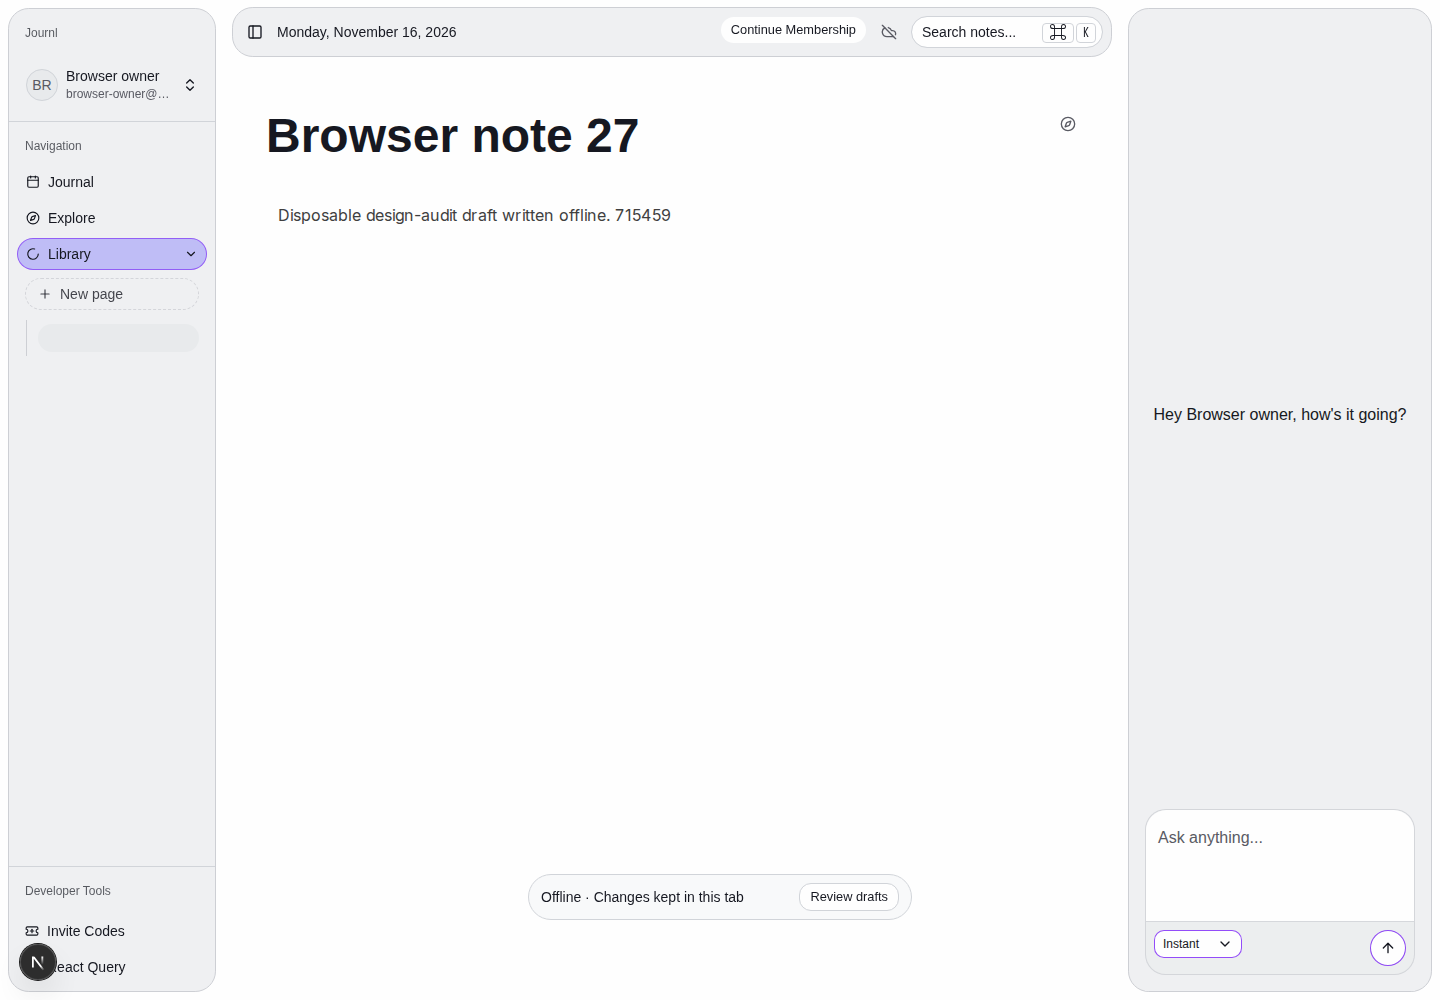 Journl
BR
Browser owner
browser-owner@...
Navigation
Journal
Explore
Library
New page
Developer Tools
Invite Codes
eact Query
Monday, November 16, 2026
Continue Membership
Search notes...
⌘ K
Browser note 27
Disposable design-audit draft written offline. 715459
Offline · Changes kept in this tab
Review drafts
Hey Browser owner, how's it going?
Ask anything...
Instant